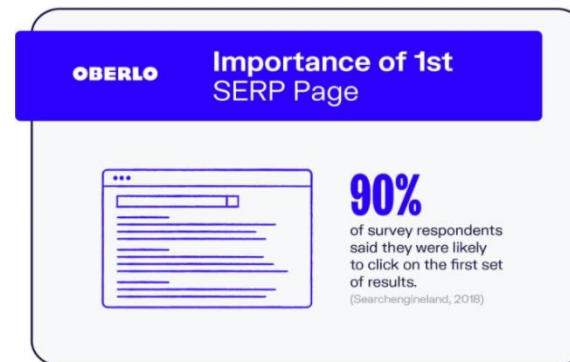 OBERLO
Importance of 1st
SERP Page
90%
of survey respondents
said they were likely
to click on the first set
of results.
(Searchengineland, 2018)